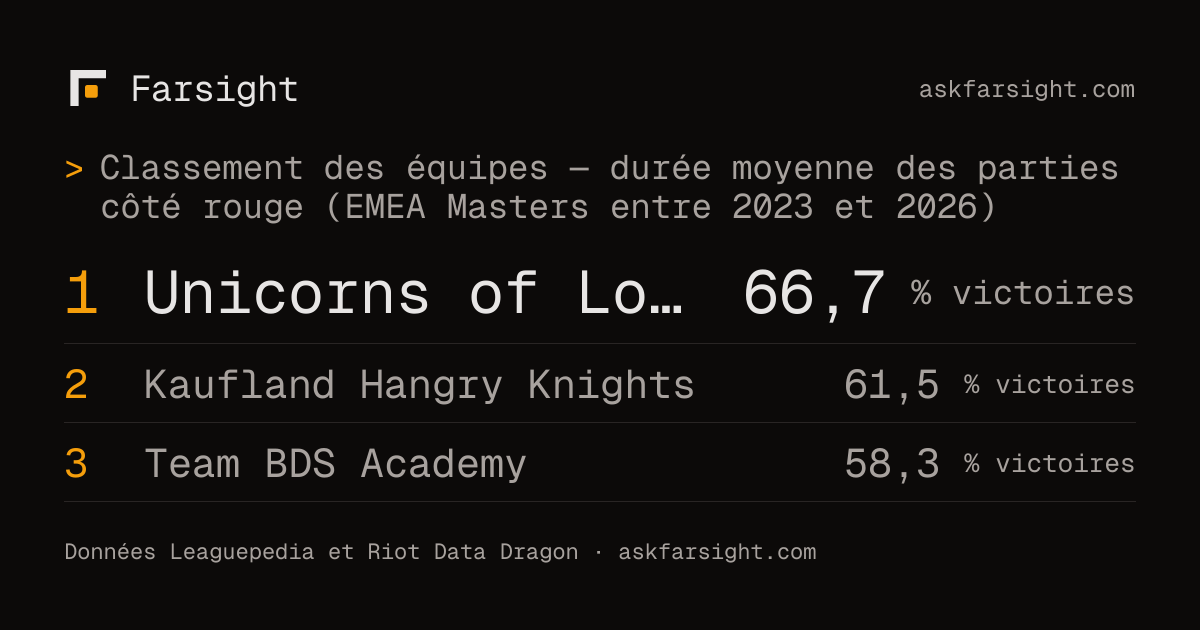 Farsight
askfarsight.com
> Classement des équipes — durée moyenne des parties
côté rouge (EMEA Masters entre 2023 et 2026)
1 Unicorns of Lo… 66,7 % victoires
2 Kaufland Hangry Knights 61,5 % victoires
3 Team BDS Academy 58,3 % victoires
Données Leaguepedia et Riot Data Dragon · askfarsight.com